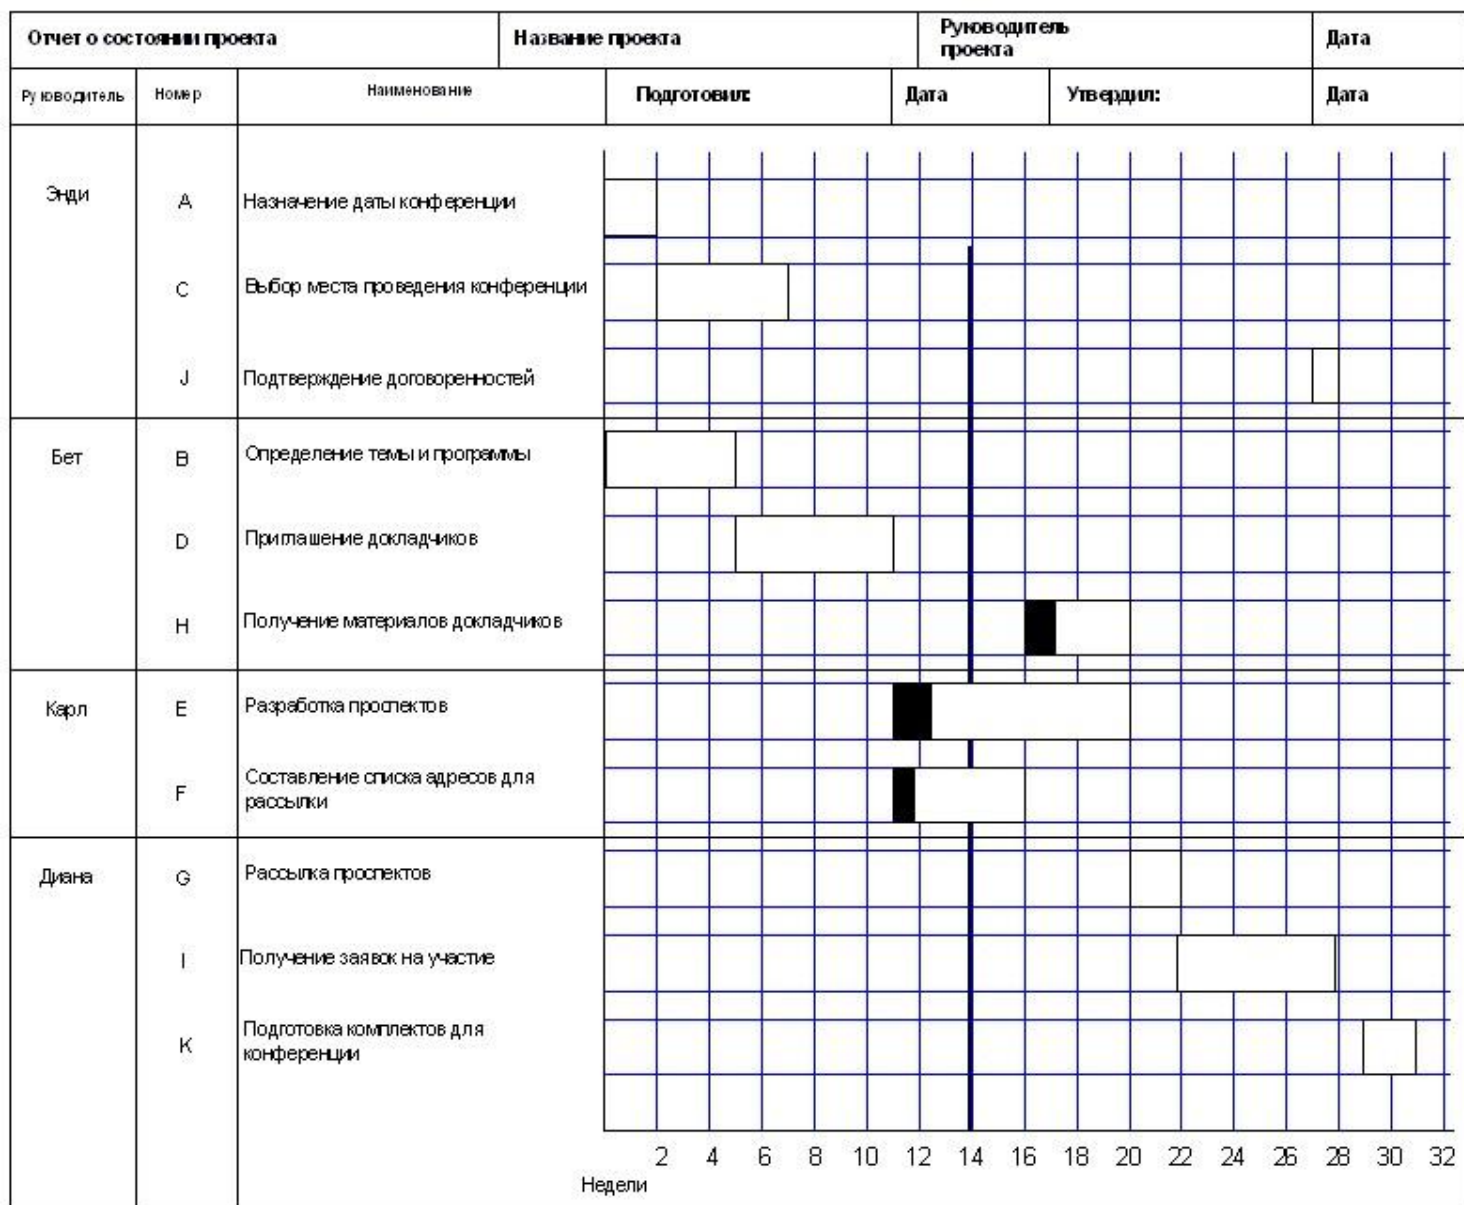 Отчет о состоянии проекта
Название проекта
Руководитель
проекта
Дата
Руководитель
Номер
Наименование
Подготовил:
Дата
Утвердил:
Дата
Энди
A
Назначение даты конференции
C
Выбор места проведения конференции
J
Подтверждение договоренностей
Бет
B
Определение темы и программы
D
Приглашение докладчиков
H
Получение материалов докладчиков
Карл
E
Разработка проспектов
F
Составление списка адресов для
рассылки
Диана
G
Рассылка проспектов
I
Получение заявок на участие
K
Подготовка комплектов для
конференции
2 4 6 8 10 12 14 16 18 20 22 24 26 28 30 32
Недели